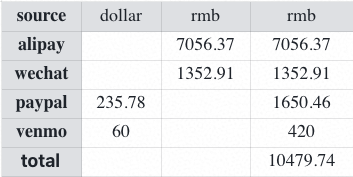 source dollar rmb rmb
alipay 7056.37 7056.37
wechat 1352.91 1352.91
paypal 235.78 1650.46
venmo 60 420
total 10479.74